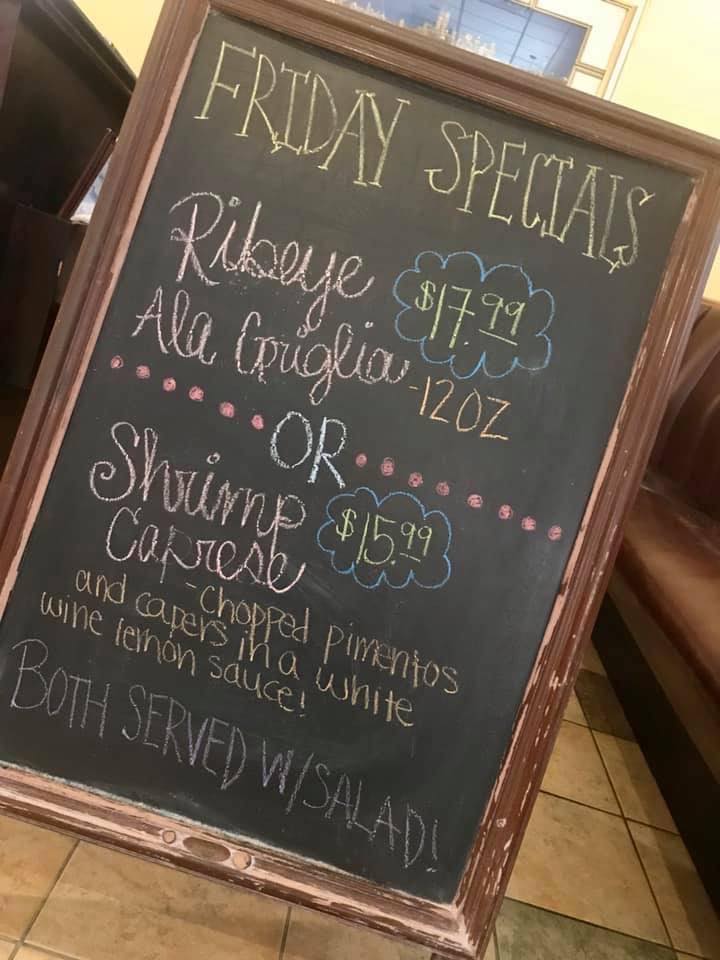 FRIDAY SPECIALS
Ribeye $17.99
Ala Griglia -12OZ
OR
Shrimp
Caprese $15.99
-chopped pimentos
and capers in a white
wine lemon sauce!
BOTH SERVED W/SALAD!